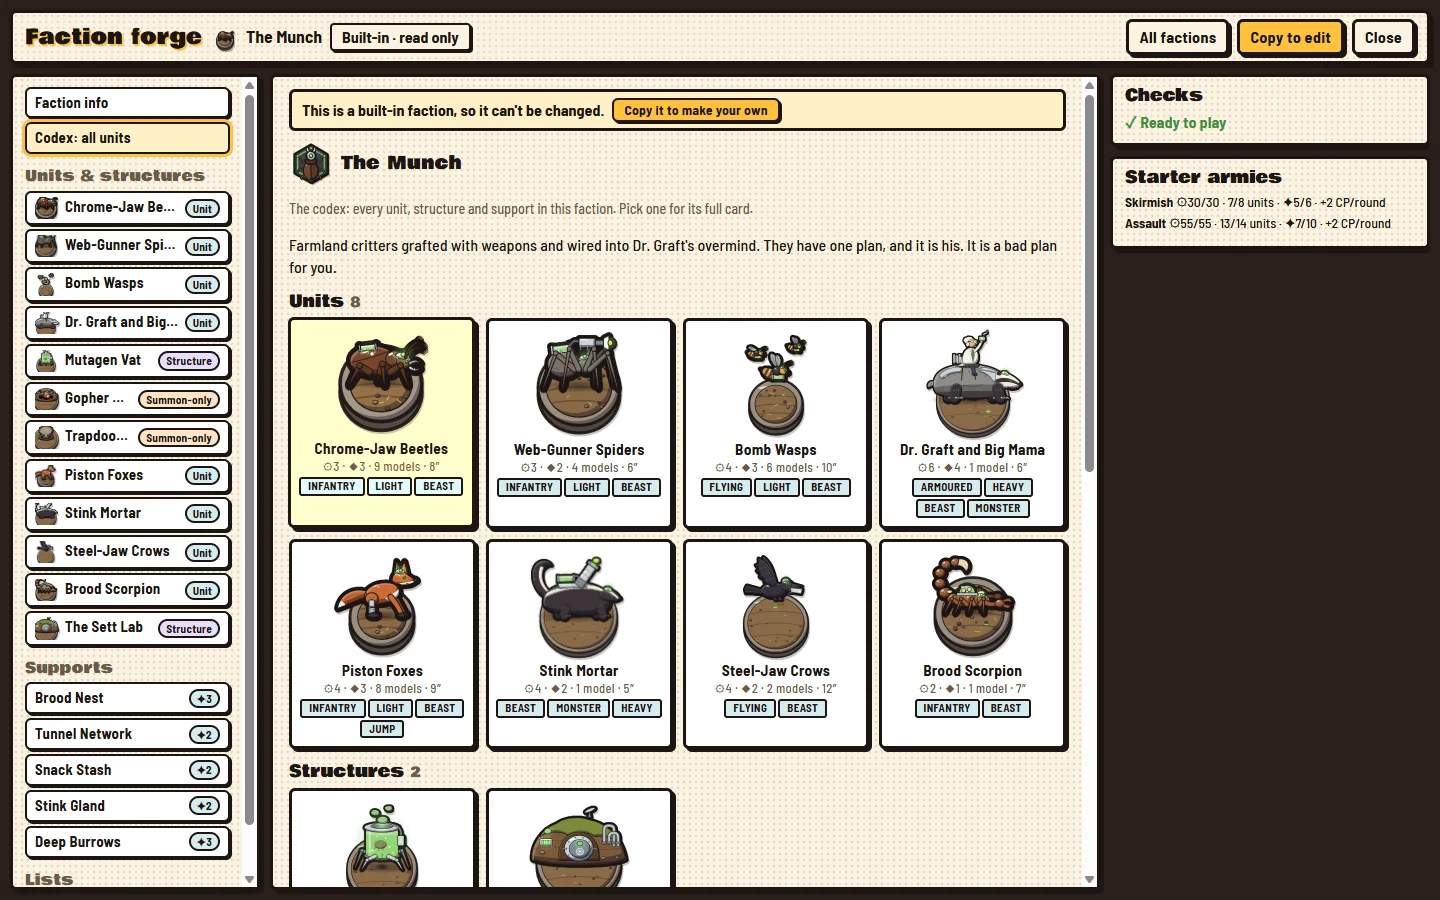 Faction forge
The Munch
Built-in · read only
All factions
Copy to edit
Close
Faction info
Codex: all units
Units & structures
Chrome-Jaw Be... Unit
Web-Gunner Spi... Unit
Bomb Wasps Unit
Dr. Graft and Big... Unit
Mutagen Vat Structure
Gopher ... Summon-only
Trapdoo... Summon-only
Piston Foxes Unit
Stink Mortar Unit
Steel-Jaw Crows Unit
Brood Scorpion Unit
The Sett Lab Structure
Supports
Brood Nest ✦3
Tunnel Network ✦2
Snack Stash ✦2
Stink Gland ✦2
Deep Burrows ✦3
Lists
This is a built-in faction, so it can't be changed.
Copy it to make your own
The Munch
The codex: every unit, structure and support in this faction. Pick one for its full card.
Farmland critters grafted with weapons and wired into Dr. Graft's overmind. They have one plan, and it is his. It is a bad plan
for you.
Units 8
Chrome-Jaw Beetles
⚙3 · ◆3 · 9 models · 8″
INFANTRY LIGHT BEAST
Web-Gunner Spiders
⚙3 · ◆2 · 4 models · 6″
INFANTRY LIGHT BEAST
Bomb Wasps
⚙4 · ◆3 · 6 models · 10″
FLYING LIGHT BEAST
Dr. Graft and Big Mama
⚙6 · ◆4 · 1 model · 6″
ARMOURED HEAVY
BEAST MONSTER
Piston Foxes
⚙4 · ◆3 · 8 models · 9″
INFANTRY LIGHT BEAST
JUMP
Stink Mortar
⚙4 · ◆2 · 1 model · 5″
BEAST MONSTER HEAVY
Steel-Jaw Crows
⚙4 · ◆2 · 2 models · 12″
FLYING BEAST
Brood Scorpion
⚙2 · ◆1 · 1 model · 7″
INFANTRY BEAST
Structures 2
Checks
✓ Ready to play
Starter armies
Skirmish ⚙30/30 · 7/8 units · ✦5/6 · +2 CP/round
Assault ⚙55/55 · 13/14 units · ✦7/10 · +2 CP/round